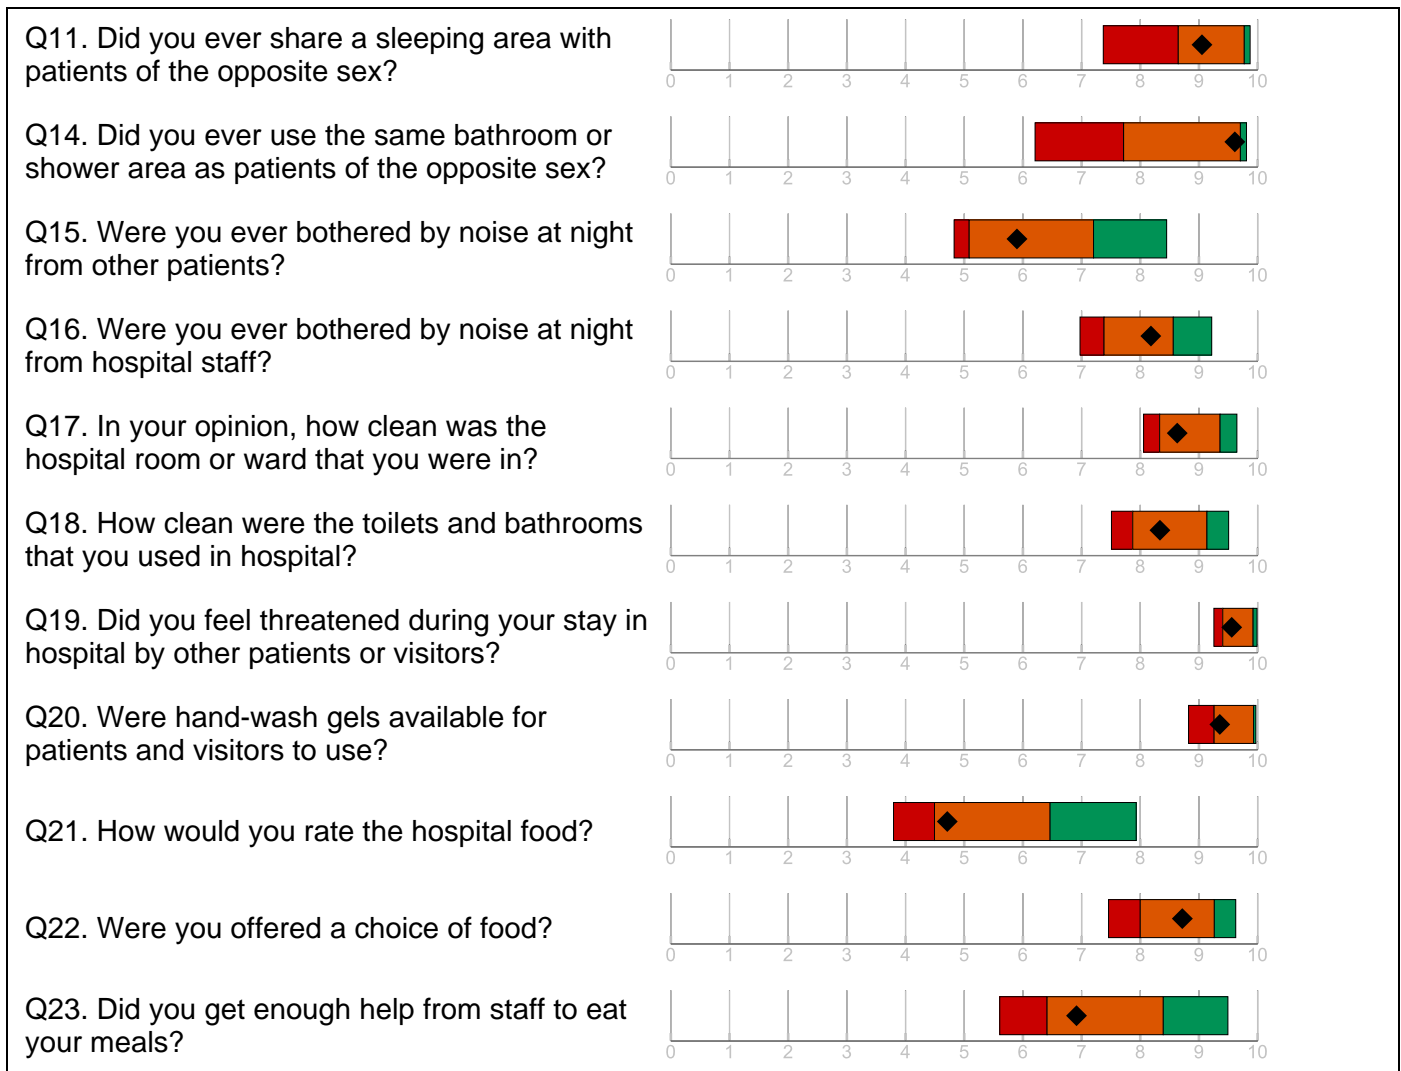 Q11. Did you ever share a sleeping area with
patients of the opposite sex?
0 1 2 3 4 5 6 7 8 9 10
Q14. Did you ever use the same bathroom or
shower area as patients of the opposite sex?
0 1 2 3 4 5 6 7 8 9 10
Q15. Were you ever bothered by noise at night
from other patients?
0 1 2 3 4 5 6 7 8 9 10
Q16. Were you ever bothered by noise at night
from hospital staff?
0 1 2 3 4 5 6 7 8 9 10
Q17. In your opinion, how clean was the
hospital room or ward that you were in?
0 1 2 3 4 5 6 7 8 9 10
Q18. How clean were the toilets and bathrooms
that you used in hospital?
0 1 2 3 4 5 6 7 8 9 10
Q19. Did you feel threatened during your stay in
hospital by other patients or visitors?
0 1 2 3 4 5 6 7 8 9 10
Q20. Were hand-wash gels available for
patients and visitors to use?
0 1 2 3 4 5 6 7 8 9 10
Q21. How would you rate the hospital food?
0 1 2 3 4 5 6 7 8 9 10
Q22. Were you offered a choice of food?
0 1 2 3 4 5 6 7 8 9 10
Q23. Did you get enough help from staff to eat
your meals?
0 1 2 3 4 5 6 7 8 9 10